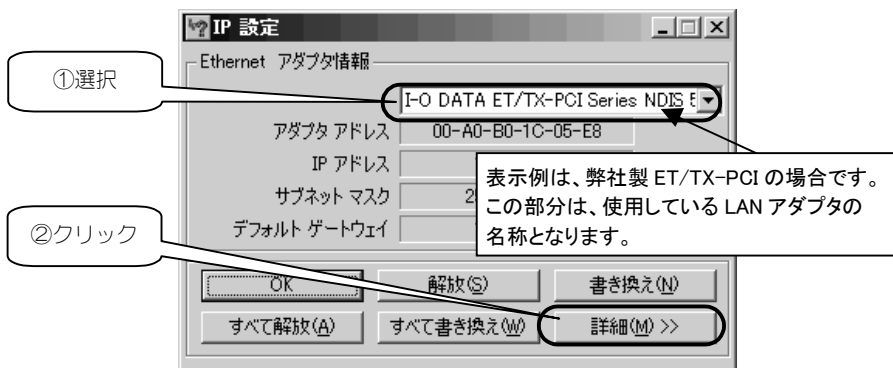 IP 設定
Ethernet アダプタ情報
①選択
I-O DATA ET/TX-PCI Series NDIS
アダプタ アドレス 00-A0-B0-1C-05-E8
IP アドレス
サブネット マスク 2
デフォルト ゲートウェイ
表示例は、弊社製 ET/TX-PCI の場合です。
この部分は、使用している LAN アダプタの
名称となります。
②クリック
OK 解放(S) 書き換え(N)
すべて解放(A) すべて書き換え(W) 詳細(M) >>